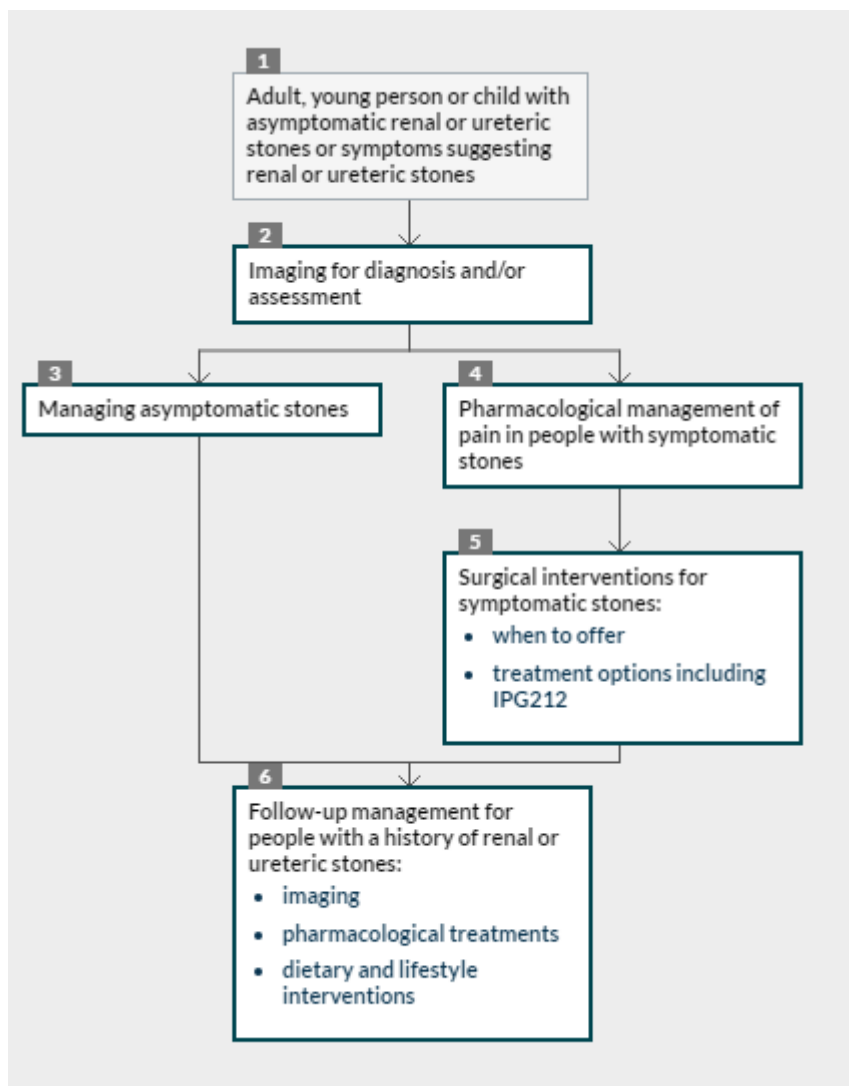 1
Adult, young person or child with
asymptomatic renal or ureteric
stones or symptoms suggesting
renal or ureteric stones
2
Imaging for diagnosis and/or
assessment
3
Managing asymptomatic stones
4
Pharmacological management of
pain in people with symptomatic
stones
5
Surgical interventions for
symptomatic stones:
• when to offer
• treatment options including
IPG212
6
Follow-up management for
people with a history of renal or
ureteric stones:
• imaging
• pharmacological treatments
• dietary and lifestyle
interventions